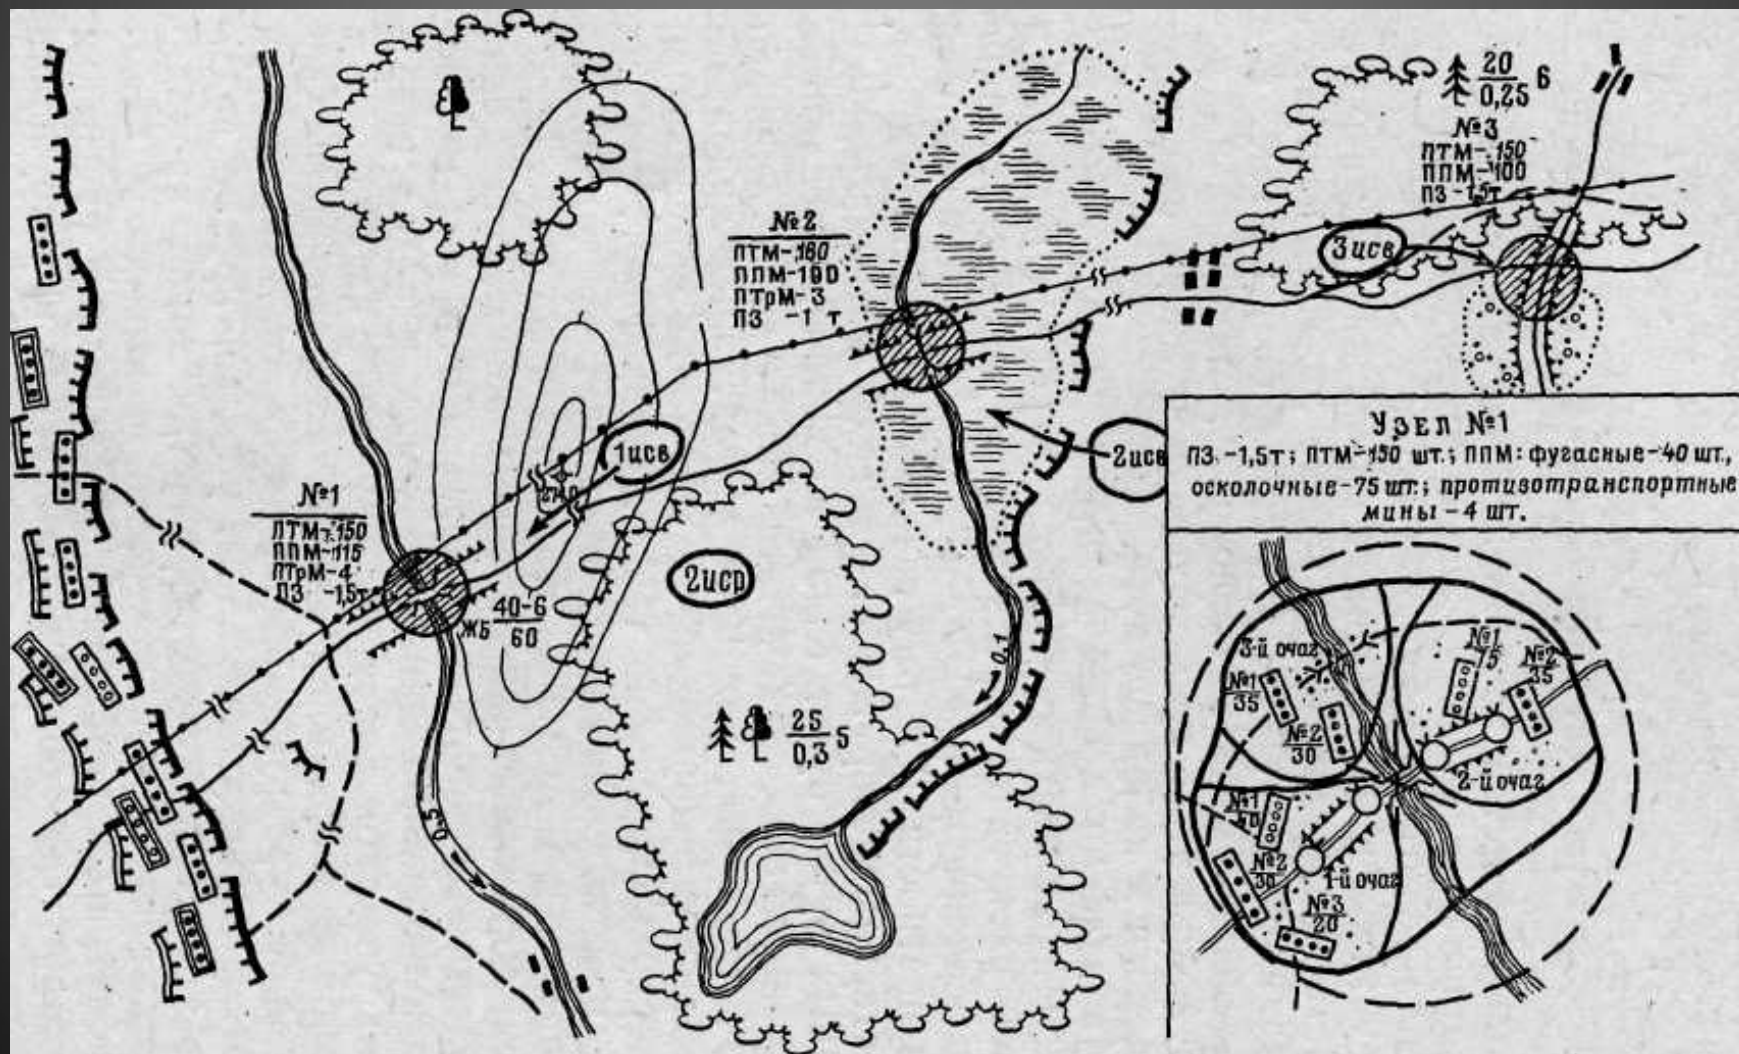 20
0,25 6
№3
ПТМ-150
ППМ-100
ПЗ -1,5т
№2
ПТМ-160
ППМ-100
ПТрМ-3
ПЗ -1 т
3исв
1исв
2исв
№1
ПТМ-150
ППМ-115
ПТрМ-4
ПЗ -1,5т
2иср
ЖБ 40-6
60
0,1
25
0,3 5
0,5
УЗЕЛ №1
ПЗ -1,5т; ПТМ-150 шт.; ППМ: фугасные-40 шт.,
осколочные-75 шт.; противотранспортные
мины-4 шт.
3-й очаг
№1
5
№2
35
№1
35
№2
30
2-й очаг
№1
№2
30
1-й очаг
№3
20